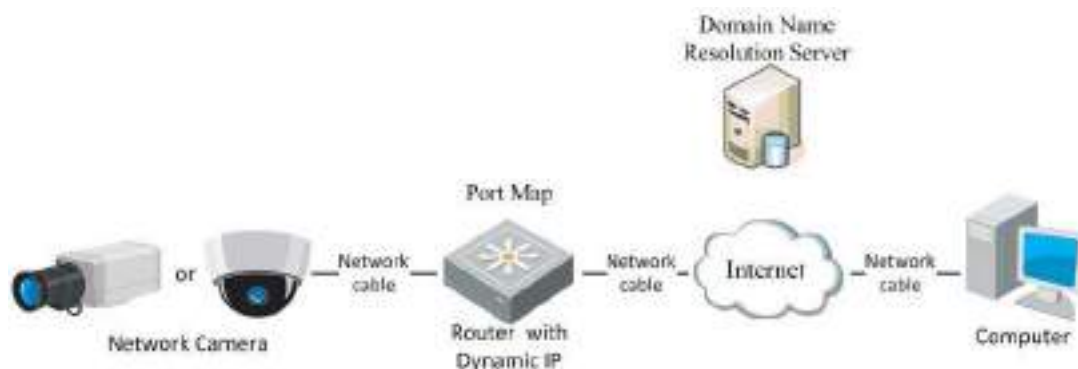 Domain Name
Resolution Server
Port Map
or
Network
cable
Network
cable
Internet
Network
cable
Network Camera
Router with
Dynamic IP
Computer